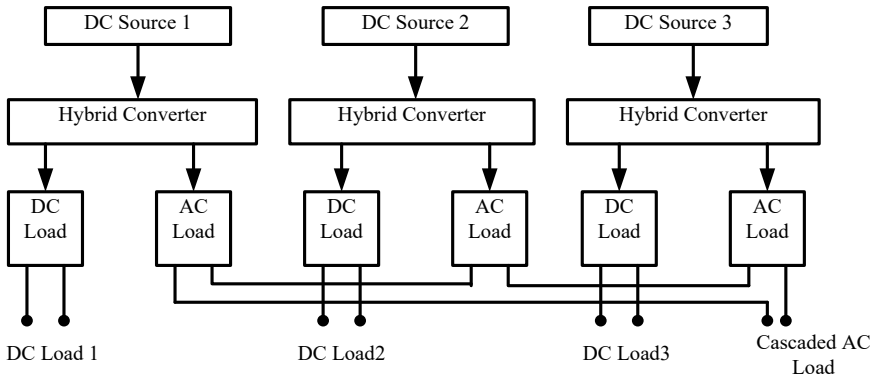 DC Source 1
DC Source 2
DC Source 3
Hybrid Converter
Hybrid Converter
Hybrid Converter
DC
Load
AC
Load
DC
Load
AC
Load
DC
Load
AC
Load
DC Load 1
DC Load2
DC Load3
Cascaded AC
Load